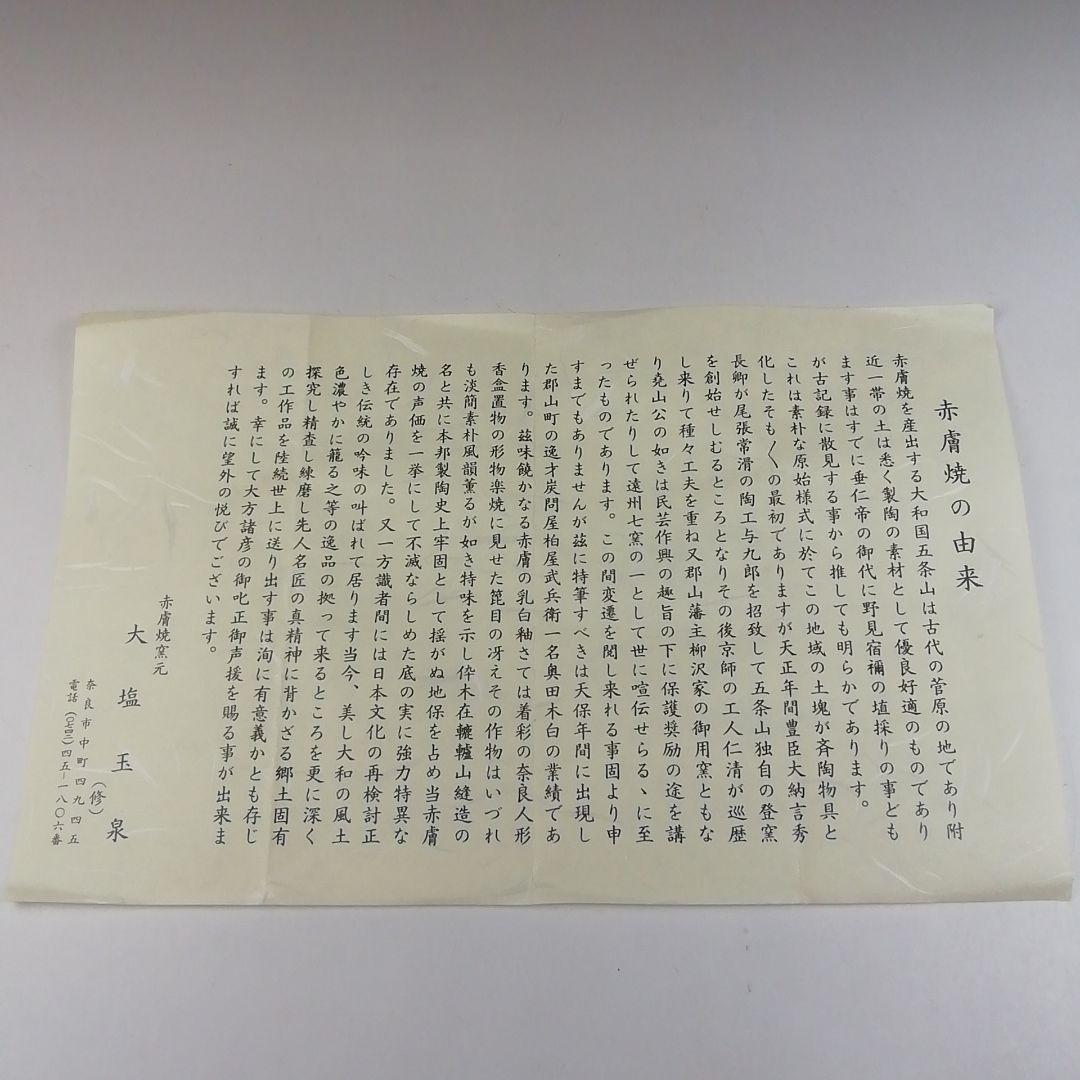 赤膚焼の由来
赤膚焼を産出する大和国五条山は古代の菅原の地であり附
近一帯の土は悉く製陶の素材として優良好適のものであり
ます事はすでに垂仁帝の御代に野見宿禰の埴採りの事ども
が古記録に散見する事から推しても明らかであります。
これは素朴な原始様式に於てこの地域の土塊が斉陶物具と
化したそも〳〵の最初でありますが天正年間豊臣大納言秀
長卿が尾張常滑の陶工与九郎を招致して五条山独自の登窯
を創始せしむるところとなりその後京師の工人仁清が巡歴
し来りて種々工夫を重ね又郡山藩主柳沢家の御用窯ともな
り堯山公の如きは民芸作興の趣旨の下に保護奨励の途を講
ぜられたりして遠州七窯の一として世に喧伝せらるゝに至
ったものであります。この間変遷を関し来れる事固より申
すまでもありませんが茲に特筆すべきは天保年間に出現し
た郡山町の逸才炭問屋柏屋武兵衛一名奥田木白の業績であ
ります。茲味饒かなる赤膚の乳白釉さては着彩の奈良人形
香盒置物の形物楽焼に見せた箆目の冴えその作物はいづれ
も淡簡素朴風韻薫るが如き特味を示し伜木在轆轤山縫造の
名と共に本邦製陶史上牢固として揺がぬ地保を占め当赤膚
焼の声価を一挙にして不滅ならしめた底の実に強力特異な
存在でありました。又一方識者間には日本文化の再検討正
しき伝統の吟味の叫ばれて居ります当今、美し大和の風土
色濃やかに籠る之等の逸品の拠って来るところを更に深く
探究し精査し練磨し先人名匠の真精神に背かざる郷土固有
の工作品を陸続世上に送り出す事は洵に有意義かとも存じ
ます。幸にして大方諸彦の御叱正御声援を賜る事が出来ま
すれば誠に望外の悦びでございます。
赤膚焼窯元
大塩玉泉
(修)
奈良市中町四九四五
電話(〇七四二)四五-一八〇六番